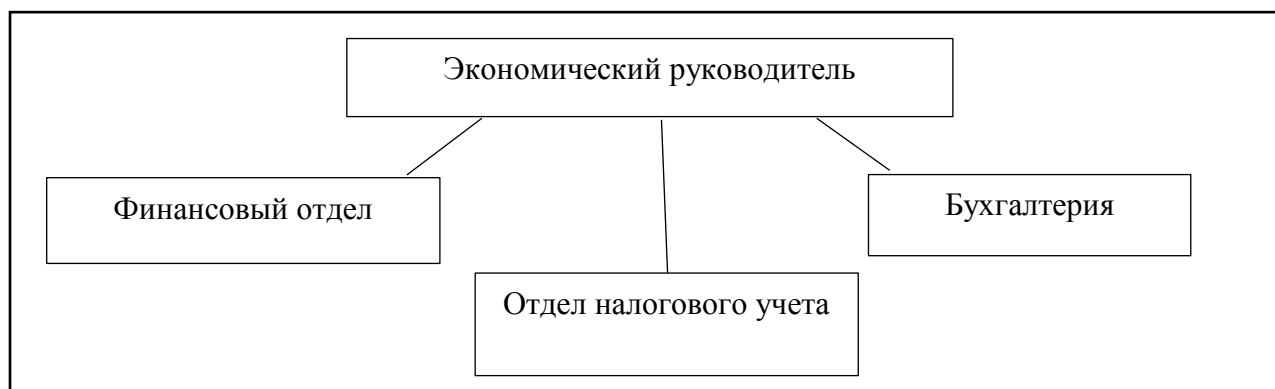 Экономический руководитель
Финансовый отдел
Бухгалтерия
Отдел налогового учета